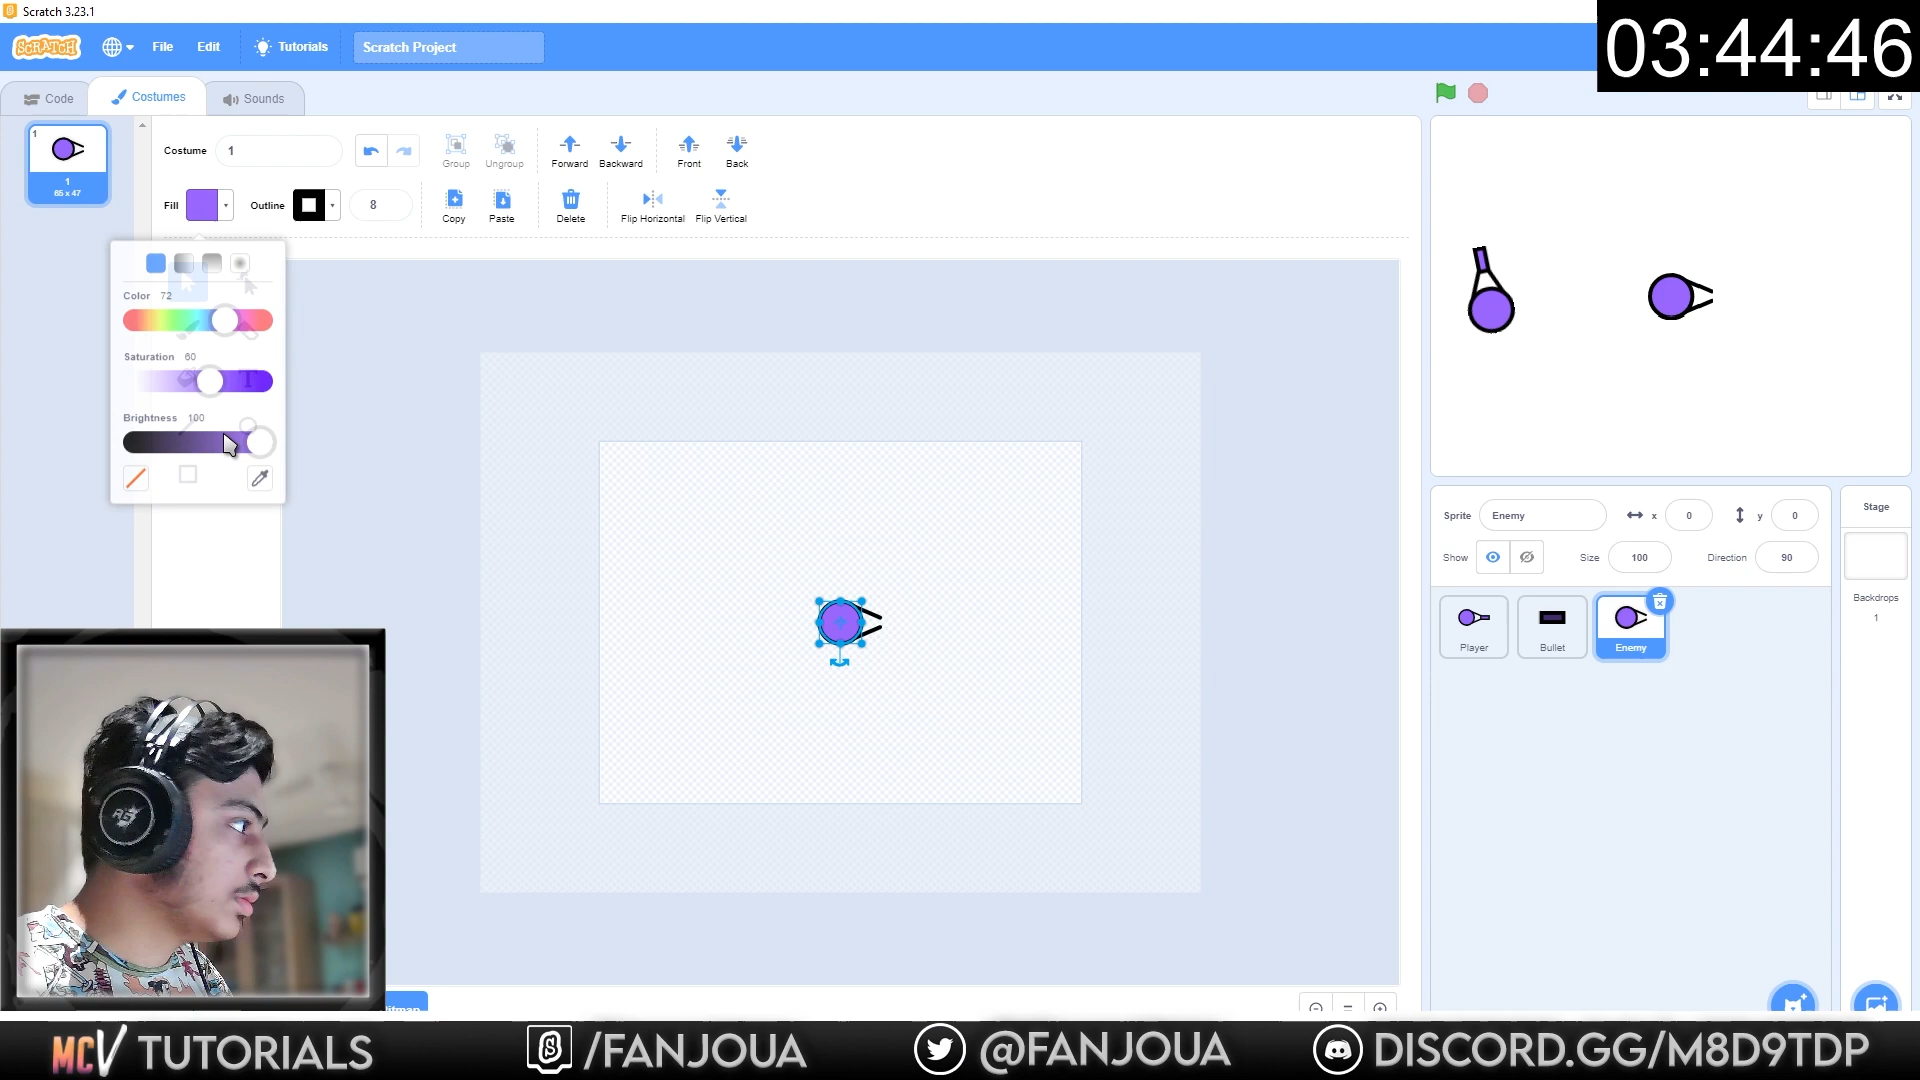 Scratch 3.23.1
03:44:46
SCRATCH
File
Edit
Tutorials
Scratch Project
Code
Costumes
Sounds
1
1
65 x 47
Costume
1
Group
Ungroup
Forward
Backward
Front
Back
Fill
Outline
8
Copy
Paste
Delete
Flip Horizontal
Flip Vertical
Color 72
Saturation 60
T
Brightness 100
Sprite
Enemy
x
0
y
0
Show
Size
100
Direction
90
Stage
Backdrops
1
Player
Bullet
Enemy
MCV TUTORIALS
/FANJOUA
@FANJOUA
DISCORD.GG/M8D9TDP